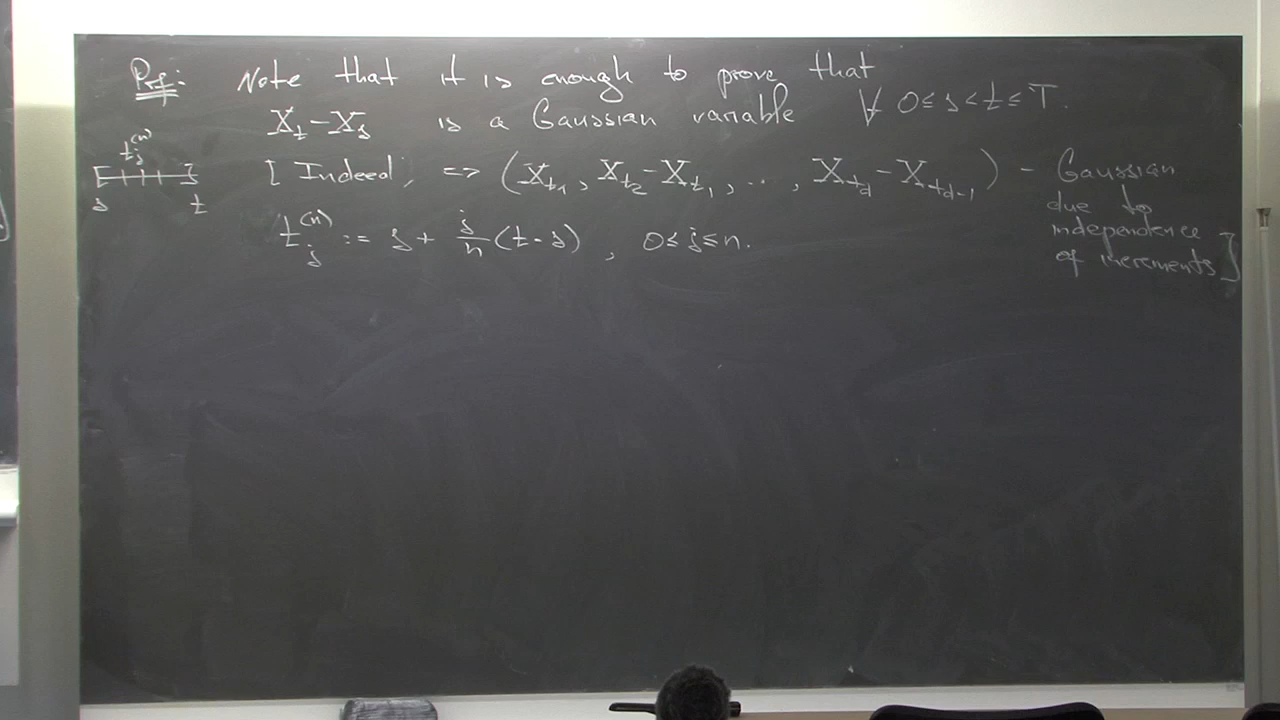 Prf: Note that it is enough to prove that
X_t - X_s is a Gaussian variable ∀ 0 ≤ s < t ≤ T.
[ Indeed, => (X_{t_1}, X_{t_2} - X_{t_1}, ..., X_{t_d} - X_{t_{d-1}}) - Gaussian
due to
independence
of increments ]
t_j^{(n)}
s t
t_j^{(n)} := s + j/n (t - s), 0 ≤ j ≤ n.